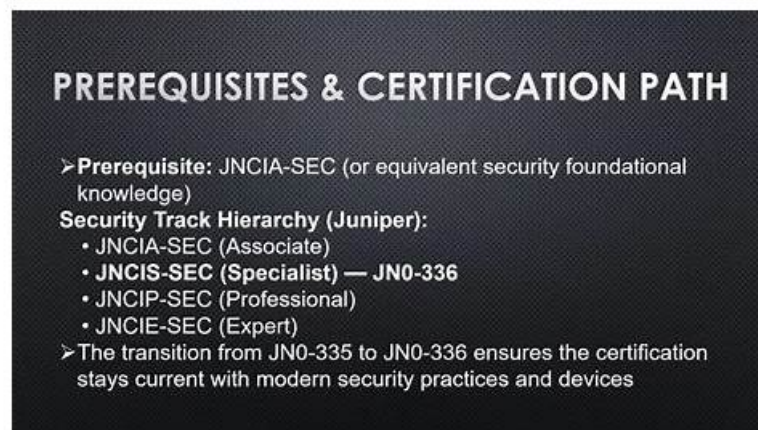 PREREQUISITES & CERTIFICATION PATH
➢Prerequisite: JNCIA-SEC (or equivalent security foundational
knowledge)
Security Track Hierarchy (Juniper):
• JNCIA-SEC (Associate)
• JNCIS-SEC (Specialist) — JN0-336
• JNCIP-SEC (Professional)
• JNCIE-SEC (Expert)
➢The transition from JN0-335 to JN0-336 ensures the certification
stays current with modern security practices and devices